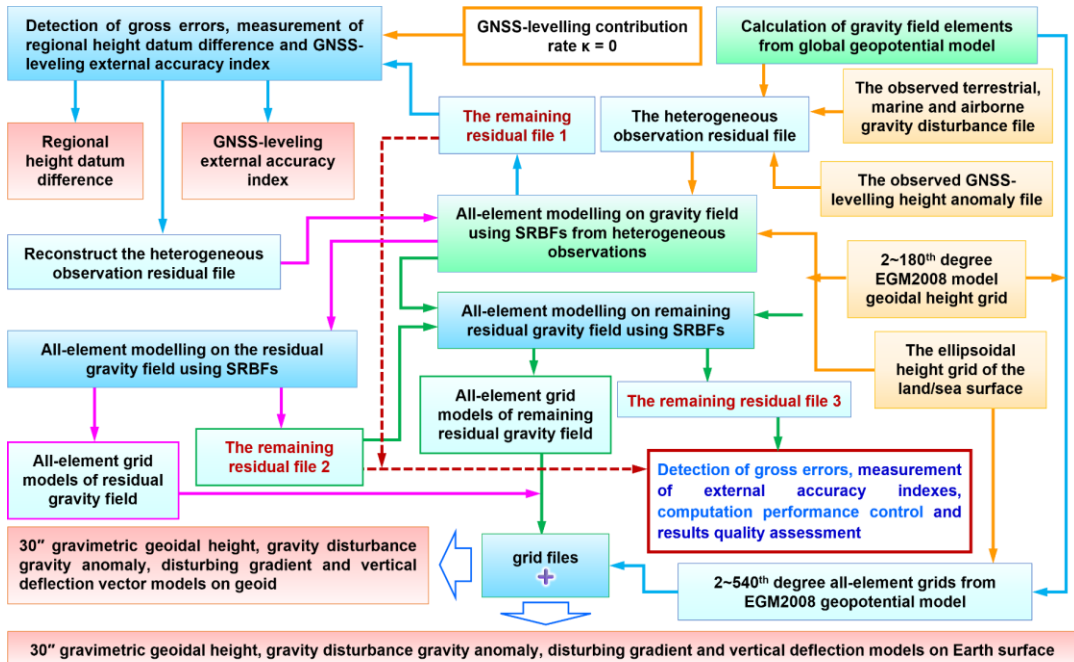 Detection of gross errors, measurement of
regional height datum difference and GNSS-
leveling external accuracy index
GNSS-levelling contribution
rate κ = 0
Calculation of gravity field elements
from global geopotential model
Regional
height datum
difference
GNSS-leveling
external accuracy
index
The remaining
residual file 1
The heterogeneous
observation residual file
The observed terrestrial,
marine and airborne
gravity disturbance file
The observed GNSS-
levelling height anomaly file
Reconstruct the heterogeneous
observation residual file
All-element modelling on gravity field
using SRBFs from heterogeneous
observations
2~180th degree
EGM2008 model
geoidal height grid
All-element modelling on the residual
gravity field using SRBFs
All-element modelling on remaining
residual gravity field using SRBFs
The ellipsoidal
height grid of the
land/sea surface
All-element grid
models of residual
gravity field
The remaining
residual file 2
All-element grid
models of remaining
residual gravity field
The remaining residual file 3
Detection of gross errors, measurement
of external accuracy indexes,
computation performance control and
results quality assessment
30″ gravimetric geoidal height, gravity disturbance
gravity anomaly, disturbing gradient and vertical
deflection vector models on geoid
grid files
+
2~540th degree all-element grids from
EGM2008 geopotential model
30″ gravimetric geoidal height, gravity disturbance gravity anomaly, disturbing gradient and vertical deflection models on Earth surface